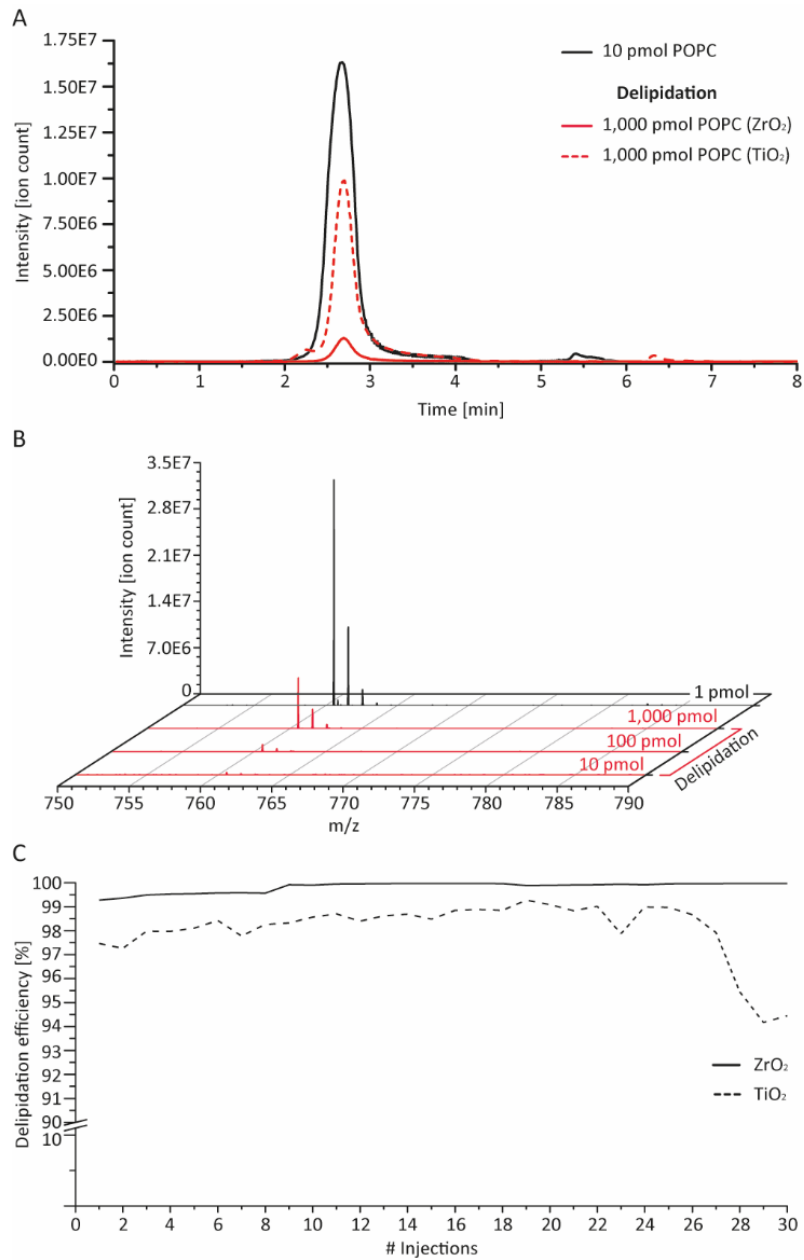 A
1.75E7
1.50E7
1.25E7
1.00E7
7.50E6
5.00E6
2.50E6
0.00E0
Intensity [ion count]
10 pmol POPC
Delipidation
1,000 pmol POPC (ZrO₂)
1,000 pmol POPC (TiO₂)
0 1 2 3 4 5 6 7 8
Time [min]
B
3.5E7
2.8E7
2.1E7
1.4E7
7.0E6
0
Intensity [ion count]
1 pmol
1,000 pmol
100 pmol
10 pmol
Delipidation
750 755 760 765 770 775 780 785 790
m/z
C
100
99
98
97
96
95
94
93
92
91
90
10
Delipidation efficiency [%]
ZrO₂
TiO₂
0 2 4 6 8 10 12 14 16 18 20 22 24 26 28 30
# Injections